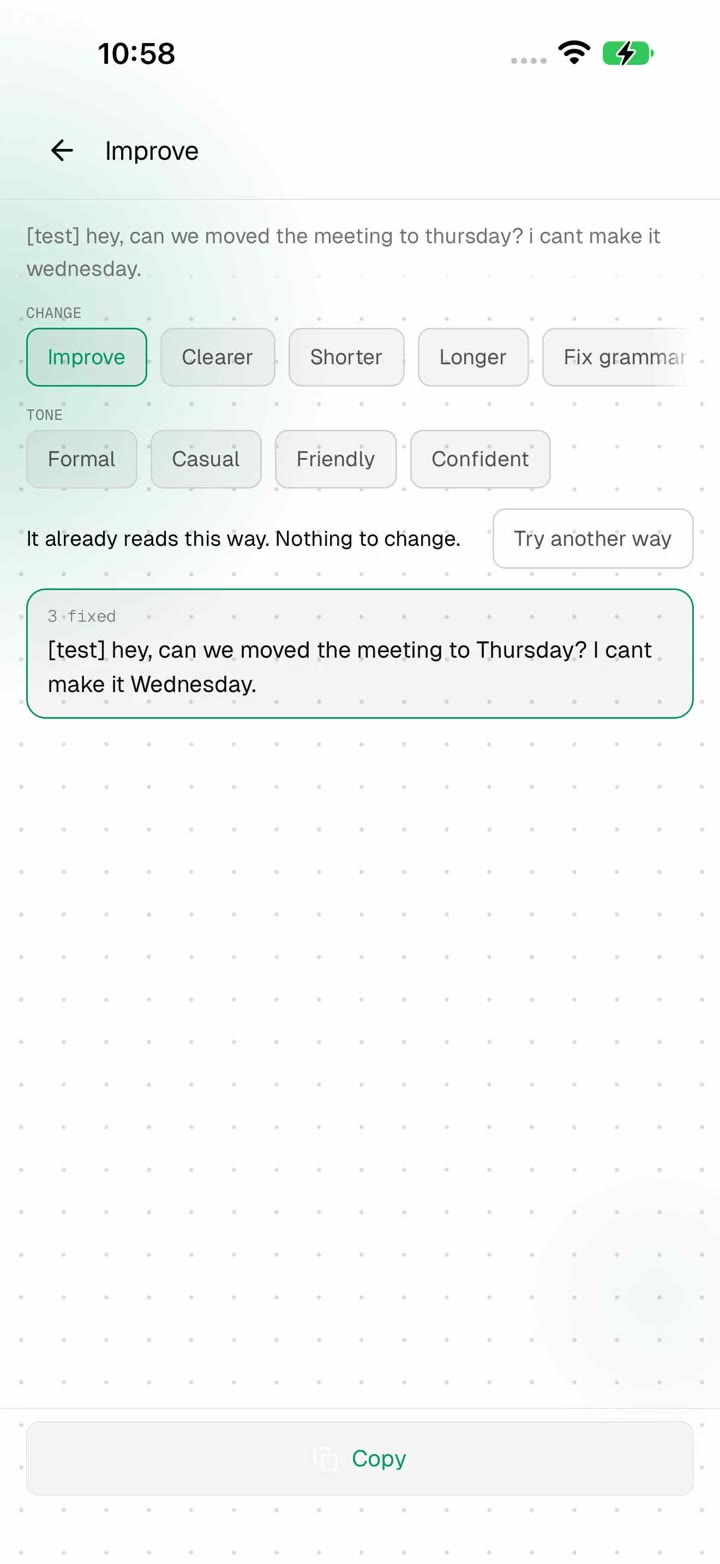 10:58
Improve
[test] hey, can we moved the meeting to thursday? i cant make it
wednesday.
CHANGE
Improve
Clearer
Shorter
Longer
Fix grammar
TONE
Formal
Casual
Friendly
Confident
It already reads this way. Nothing to change.
Try another way
3 fixed
[test] hey, can we moved the meeting to Thursday? I cant
make it Wednesday.
Copy